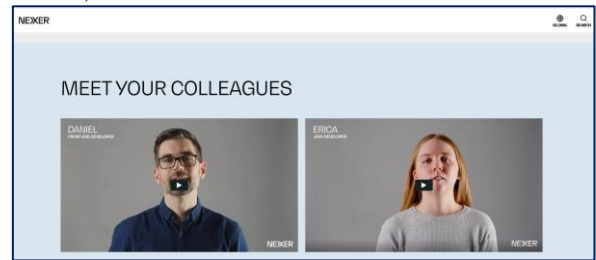 NEXER
GLOBAL
SEARCH
MEET YOUR COLLEAGUES
DANIEL
FRONT END DEVELOPER
ERICA
JAVA DEVELOPER
NEXER
NEXER